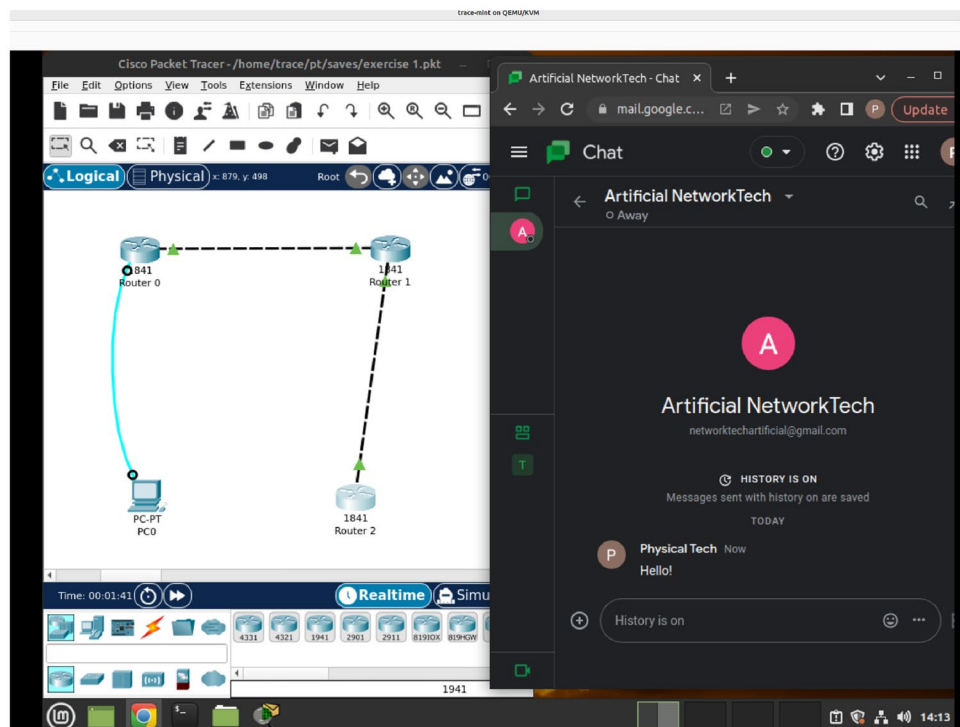 trace-mint on QEMU/KVM
Cisco Packet Tracer - /home/trace/pt/saves/exercise 1.pkt
File Edit Options View Tools Extensions Window Help
Logical Physical x: 879, y: 498 Root
1841
Router 0
1841
Router 1
PC-PT
PC0
1841
Router 2
Time: 00:01:41 Realtime Simu
4331 4321 1941 2901 2911 819IOX 819HGW
1941
Artificial NetworkTech - Chat
mail.google.c... P Update
Chat
A
T
Artificial NetworkTech
Away
A
Artificial NetworkTech
networktechartificial@gmail.com
HISTORY IS ON
Messages sent with history on are saved
TODAY
P Physical Tech Now
Hello!
History is on
14:13